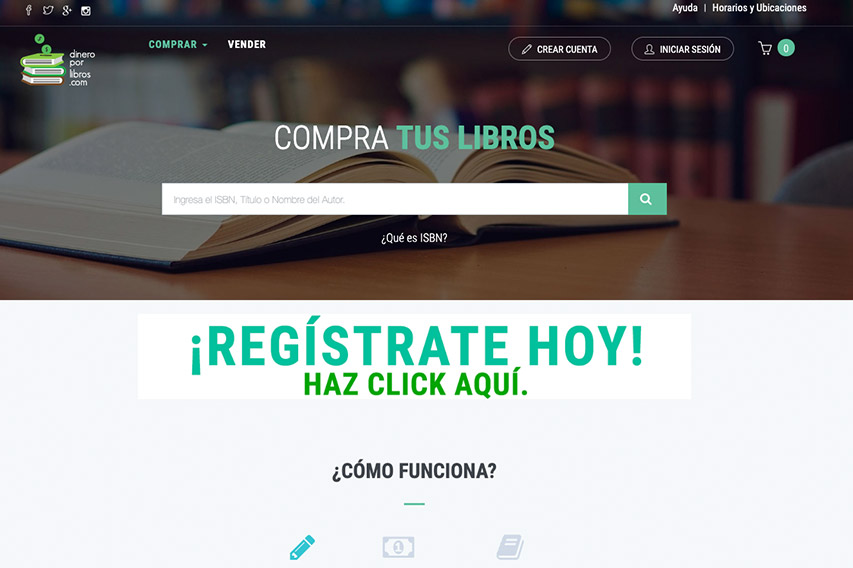 Ayuda | Horarios y Ubicaciones
dinero
por
libros
.com
COMPRAR
VENDER
CREAR CUENTA
INICIAR SESIÓN
0
COMPRA TUS LIBROS
Ingresa el ISBN, Título o Nombre del Autor.
¿Qué es ISBN?
¡REGÍSTRATE HOY!
HAZ CLICK AQUÍ.
¿CÓMO FUNCIONA?
1